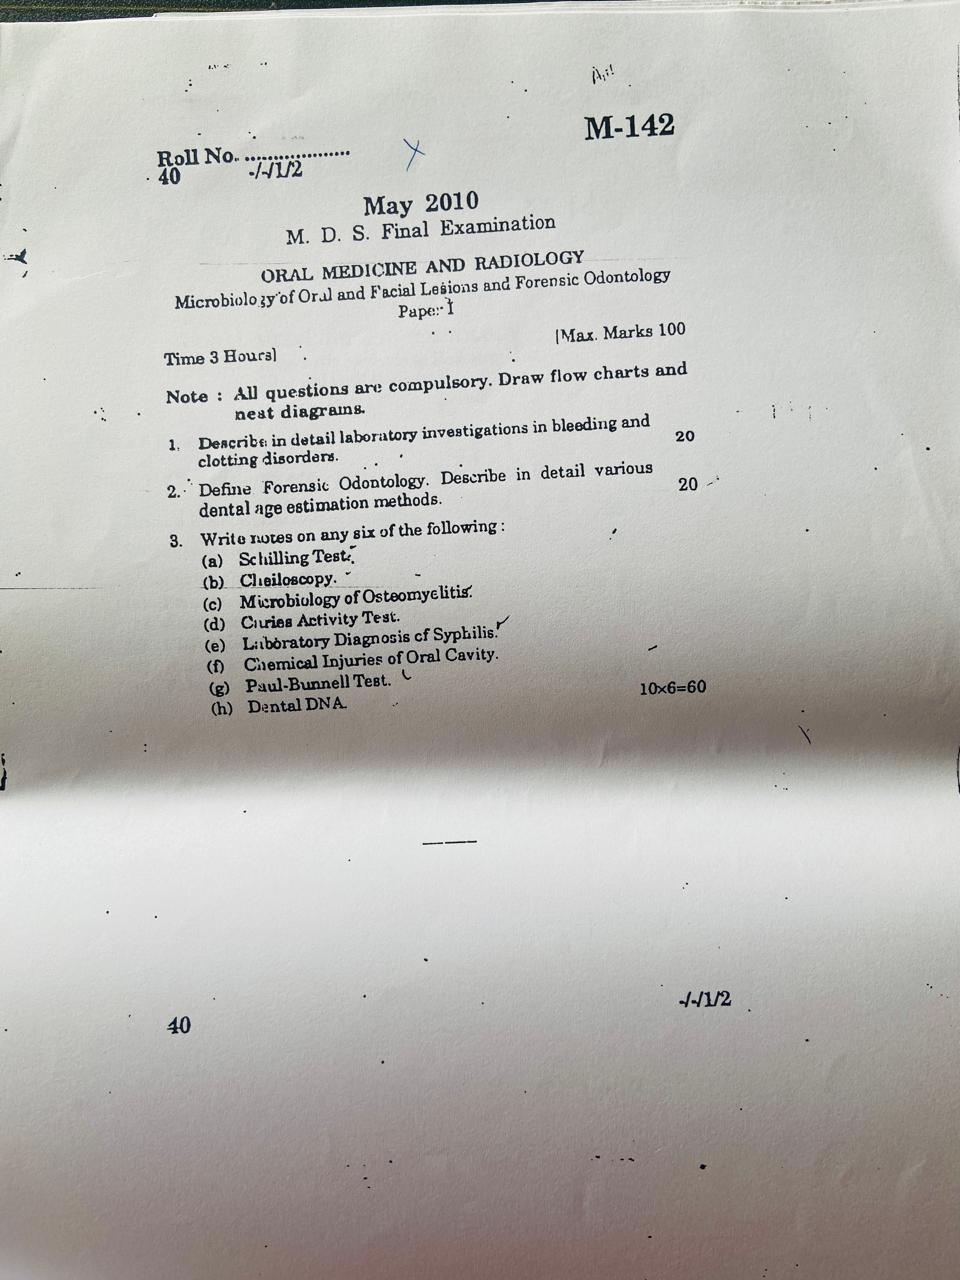 M-142
Roll No. ....................
40 -/-/1/2
May 2010
M. D. S. Final Examination
ORAL MEDICINE AND RADIOLOGY
Microbiology of Oral and Facial Lesions and Forensic Odontology
Paper-I
[Max. Marks 100
Time 3 Hours]
Note : All questions are compulsory. Draw flow charts and
neat diagrams.
1. Describe in detail laboratory investigations in bleeding and
clotting disorders. 20
2. Define Forensic Odontology. Describe in detail various
dental age estimation methods. 20
3. Write notes on any six of the following :
(a) Schilling Test.
(b) Cheiloscopy.
(c) Microbiology of Osteomyelitis.
(d) Caries Activity Test.
(e) Laboratory Diagnosis of Syphilis.
(f) Chemical Injuries of Oral Cavity.
(g) Paul-Bunnell Test.
(h) Dental DNA. 10×6=60
40 -/-/1/2